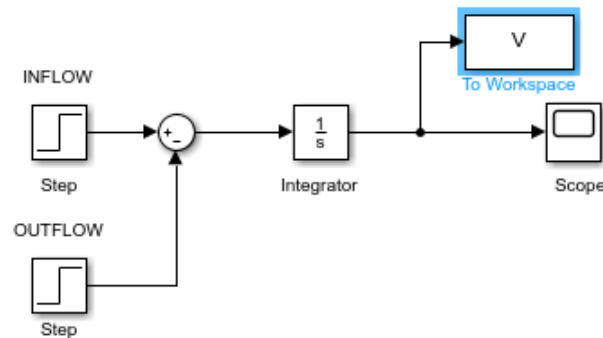 V
To Workspace
INFLOW
+
−
1
s
Step
Integrator
Scope
OUTFLOW
Step